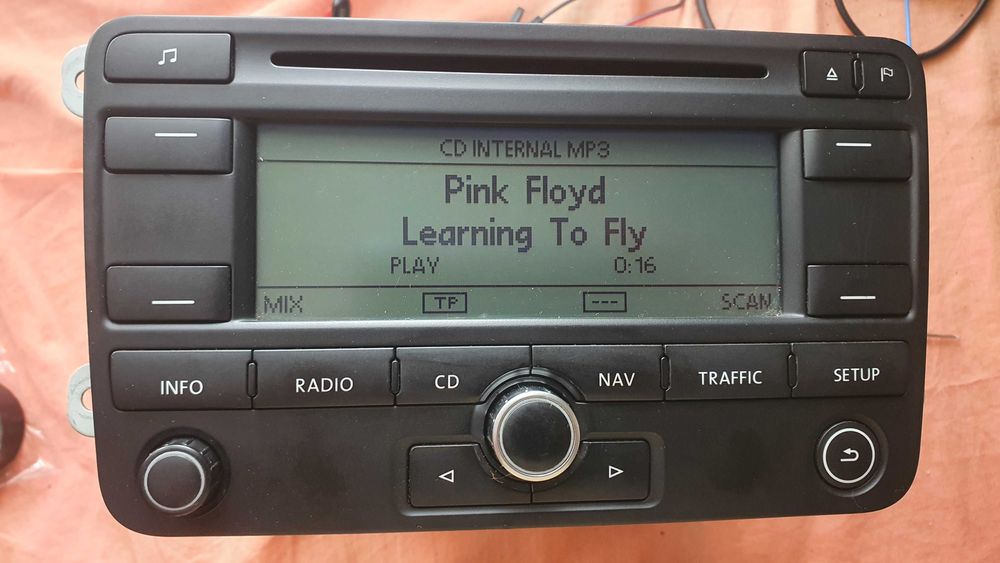 CD INTERNAL MP3
Pink Floyd
Learning To Fly
PLAY 0:16
MIX TP --- SCAN
INFO RADIO CD NAV TRAFFIC SETUP